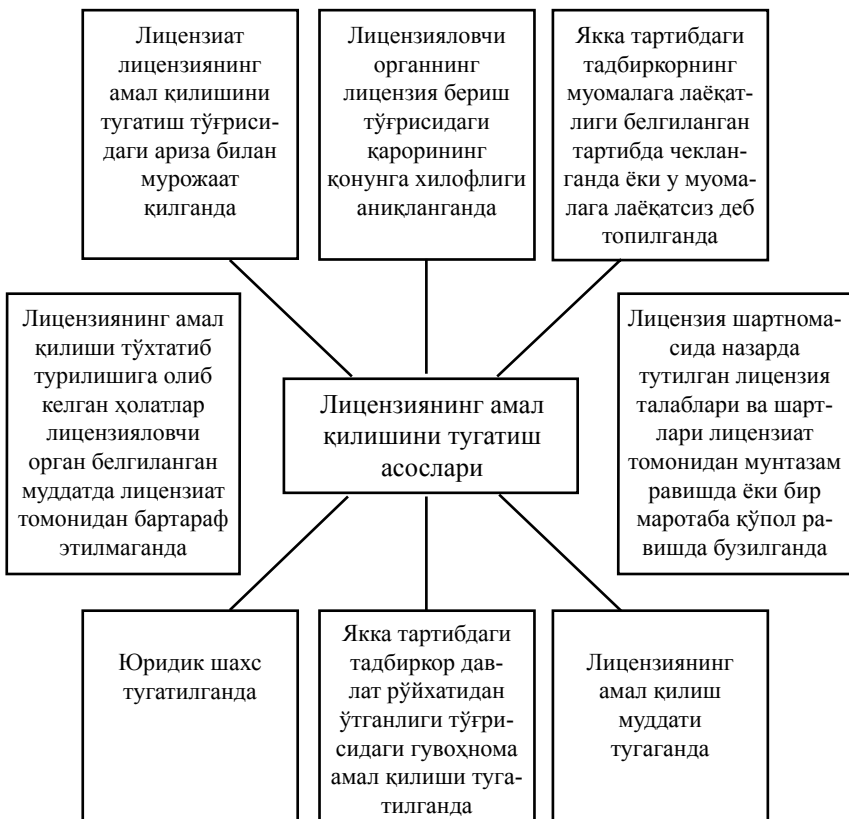 Лицензиат
лицензиянинг
амал қилишини
тугатиш тўғриси-
даги ариза билан
мурожаат
қилганда
Лицензияловчи
органнинг
лицензия бериш
тўғрисидаги
қарорининг
қонунга хилофлиги
аниқланганда
Якка тартибдаги
тадбиркорнинг
муомалага лаёқат-
лиги белгиланган
тартибда чеклан-
ганда ёки у муома-
лага лаёқатсиз деб
топилганда
Лицензиянинг амал
қилиши тўхтатиб
турилишига олиб
келган ҳолатлар
лицензияловчи
орган белгиланган
муддатда лицензиат
томонидан бартараф
этилмаганда
Лицензиянинг амал
қилишини тугатиш
асослари
Лицензия шартнома-
сида назарда
тутилган лицензия
талаблари ва шарт-
лари лицензиат
томонидан мунтазам
равишда ёки бир
маротаба қўпол ра-
вишда бузилганда
Юридик шахс
тугатилганда
Якка тартибдаги
тадбиркор дав-
лат рўйхатидан
ўтганлиги тўғри-
сидаги гувоҳнома
амал қилиши туга-
тилганда
Лицензиянинг
амал қилиш
муддати
тугаганда